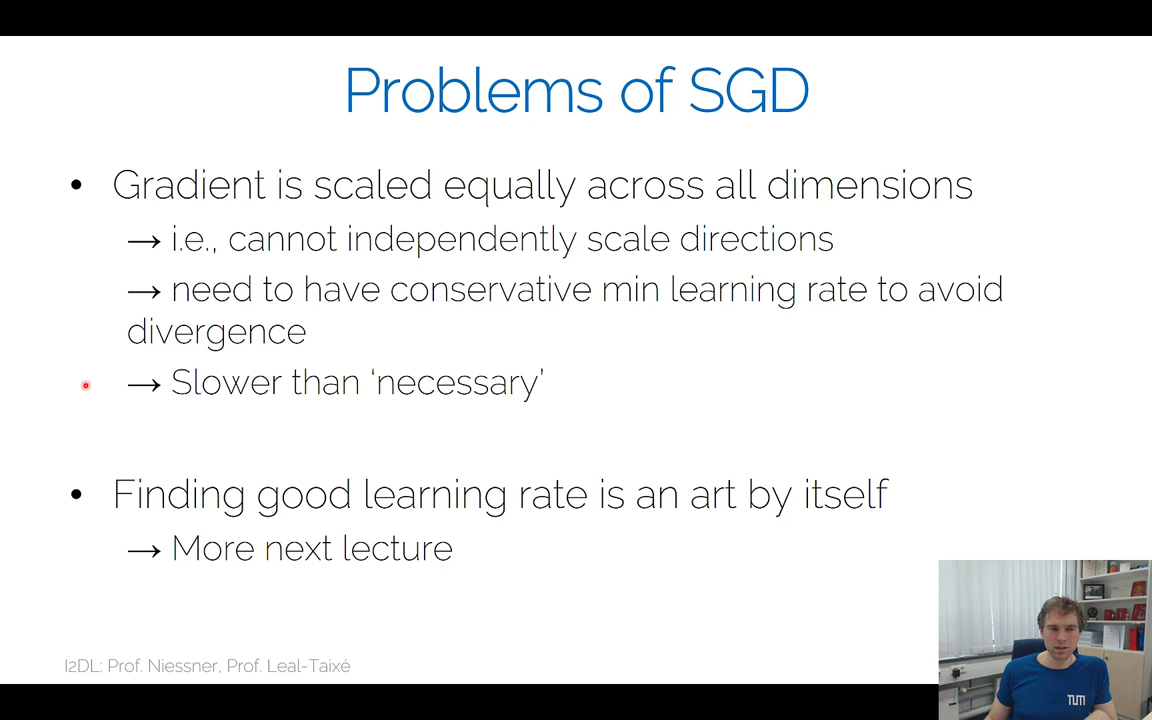 Problems of SGD
• Gradient is scaled equally across all dimensions
→ i.e., cannot independently scale directions
→ need to have conservative min learning rate to avoid
divergence
→ Slower than ‘necessary’
• Finding good learning rate is an art by itself
→ More next lecture
I2DL: Prof. Niessner, Prof. Leal-Taixé
TUM